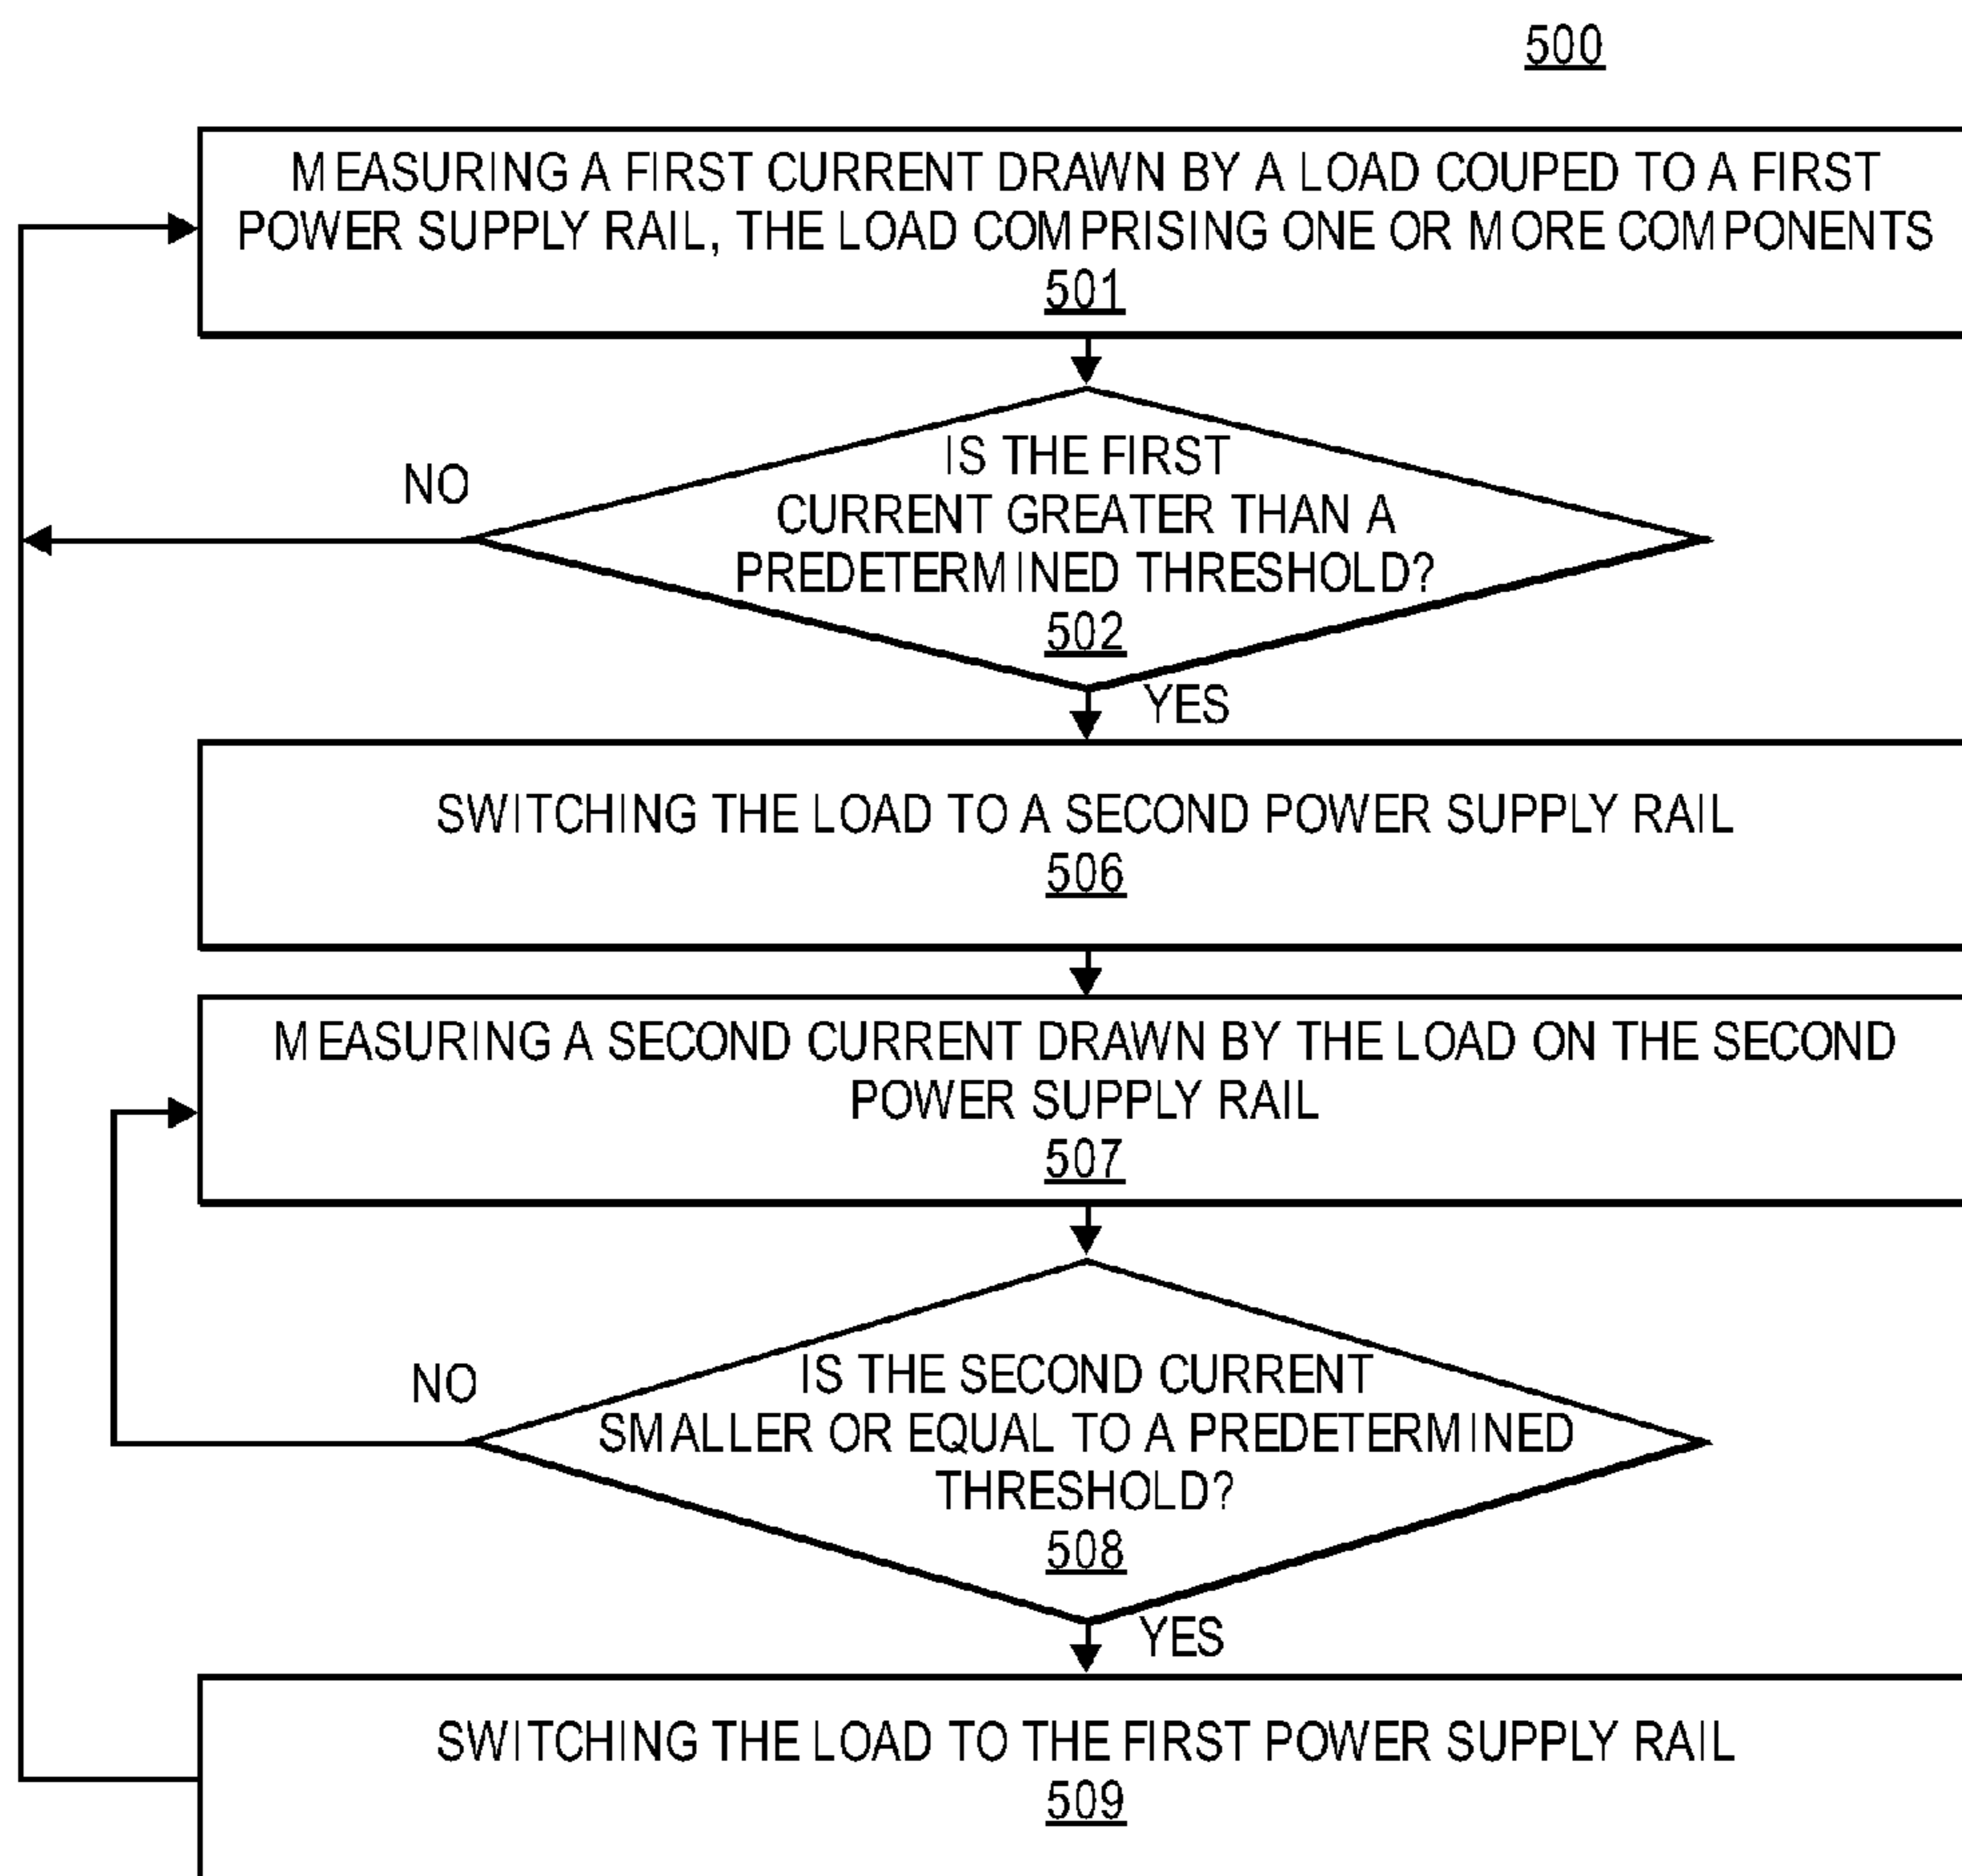 500
MEASURING A FIRST CURRENT DRAWN BY A LOAD COUPED TO A FIRST
POWER SUPPLY RAIL, THE LOAD COMPRISING ONE OR MORE COMPONENTS
501
IS THE FIRST
CURRENT GREATER THAN A
PREDETERMINED THRESHOLD?
502
NO
YES
SWITCHING THE LOAD TO A SECOND POWER SUPPLY RAIL
506
MEASURING A SECOND CURRENT DRAWN BY THE LOAD ON THE SECOND
POWER SUPPLY RAIL
507
IS THE SECOND CURRENT
SMALLER OR EQUAL TO A PREDETERMINED
THRESHOLD?
508
NO
YES
SWITCHING THE LOAD TO THE FIRST POWER SUPPLY RAIL
509